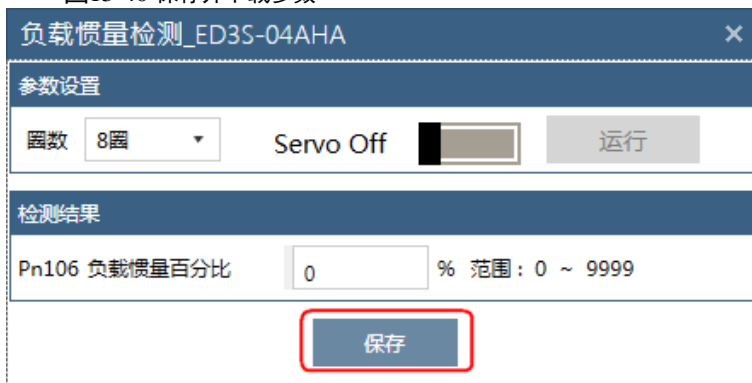 负载惯量检测_ED3S-04AHA
参数设置
圈数 8圈 Servo Off 运行
检测结果
Pn106 负载惯量百分比 0 % 范围：0 ~ 9999
保存